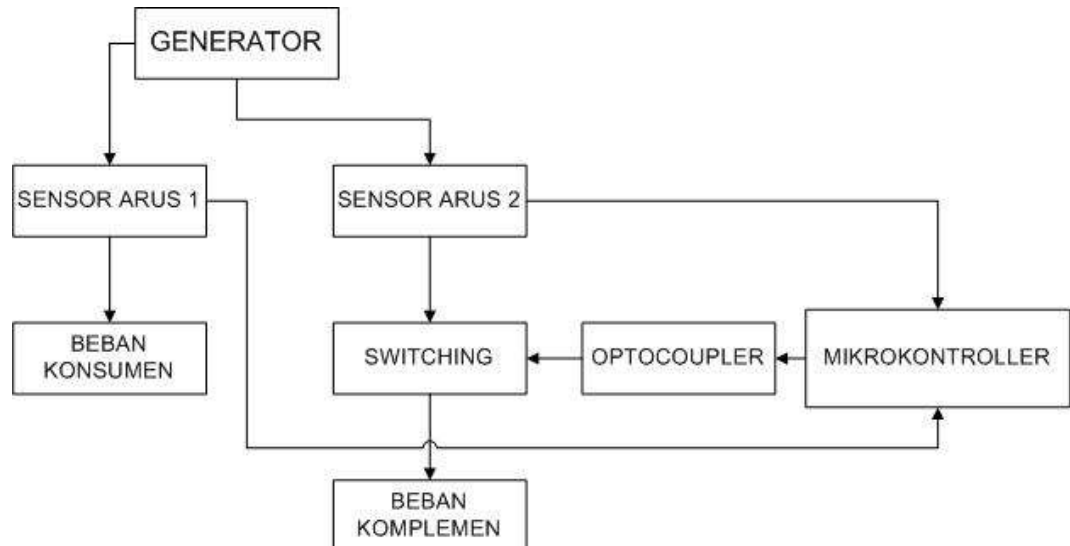 GENERATOR
SENSOR ARUS 1
SENSOR ARUS 2
BEBAN
KONSUMEN
SWITCHING
OPTOCOUPLER
MIKROKONTROLLER
BEBAN
KOMPLEMEN